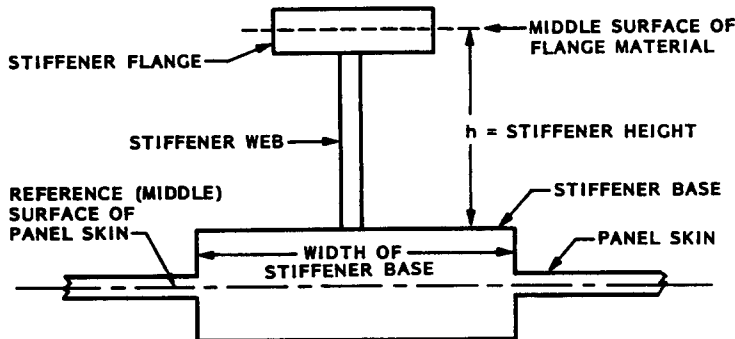 MIDDLE SURFACE OF
FLANGE MATERIAL
STIFFENER FLANGE
STIFFENER WEB
h = STIFFENER HEIGHT
REFERENCE (MIDDLE)
SURFACE OF
PANEL SKIN
STIFFENER BASE
WIDTH OF
STIFFENER BASE
PANEL SKIN